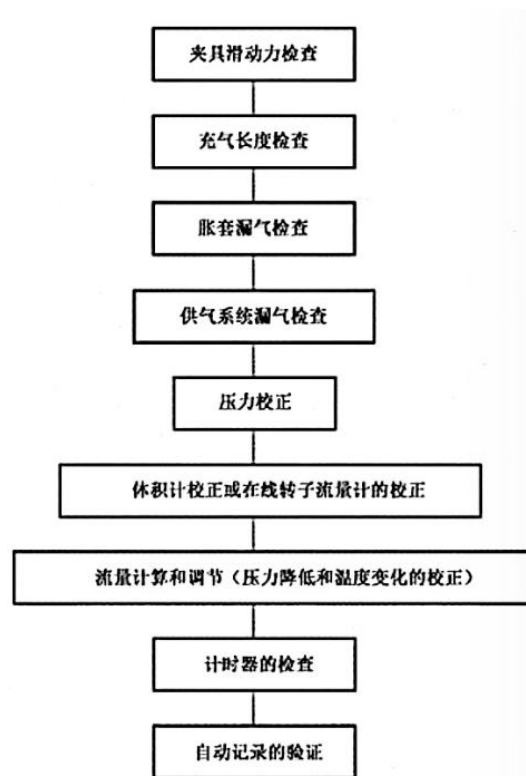 夹具滑动力检查
充气长度检查
胀套漏气检查
供气系统漏气检查
压力校正
体积计校正或在线转子流量计的校正
流量计算和调节（压力降低和温度变化的校正）
计时器的检查
自动记录的验证